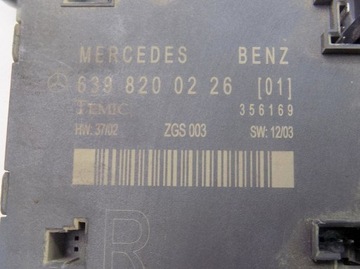 MERCEDES BENZ
639 820 02 26 [01]
TEMIC 356169
HW: 37/02 ZGS 003 SW: 12/03
R